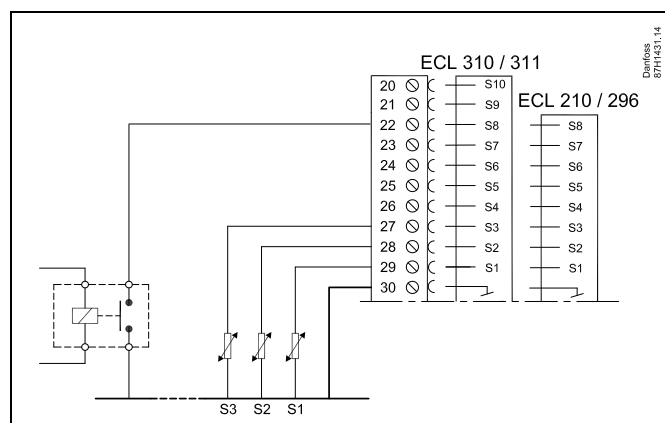 Danfoss
87H1431.14
ECL 310 / 311
ECL 210 / 296
20 S10
21 S9
22 S8 S8
23 S7 S7
24 S6 S6
25 S5 S5
26 S4 S4
27 S3 S3
28 S2 S2
29 S1 S1
30
S3 S2 S1